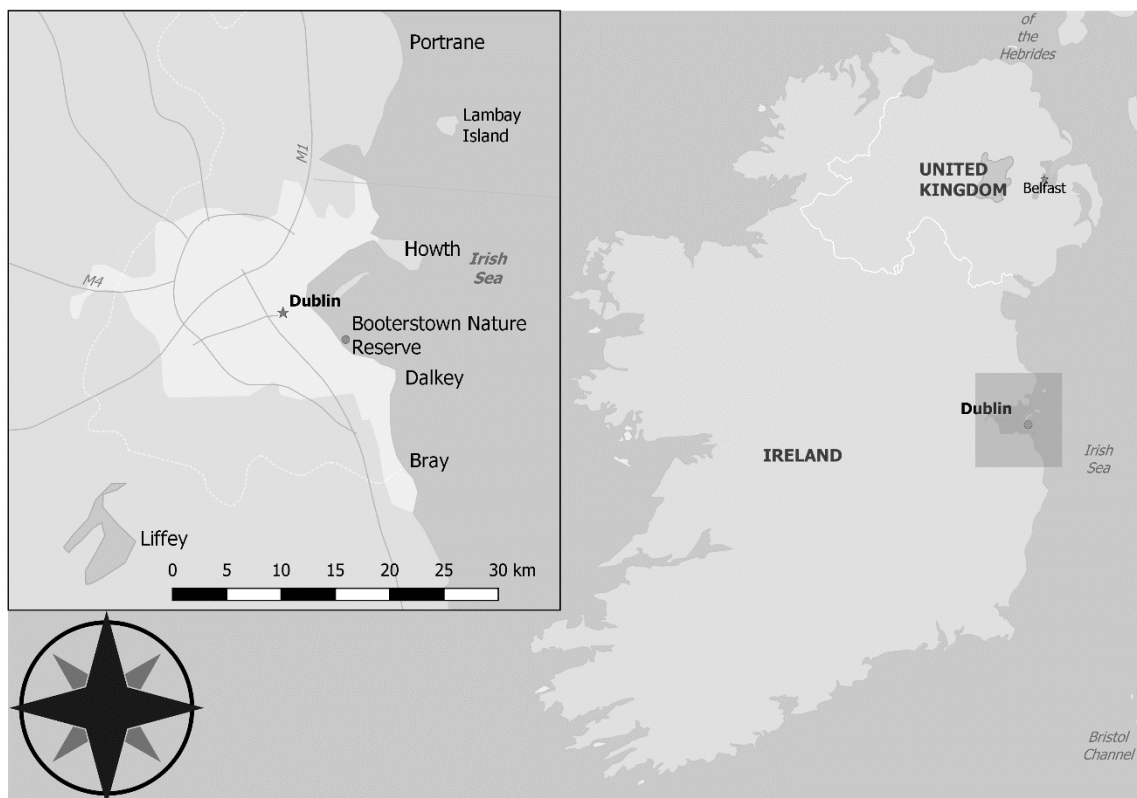 Portrane
Lambay
Island
M1
Howth
Irish
Sea
M4
Dublin
Booterstown Nature
Reserve
Dalkey
Bray
Liffey
0 5 10 15 20 25 30 km
of
the
Hebrides
UNITED
KINGDOM
Belfast
Dublin
IRELAND
Irish
Sea
Bristol
Channel